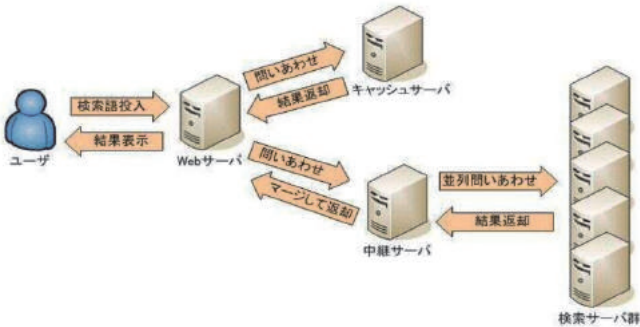 問いあわせ
結果返却
キャッシュサーバ
検索語投入
結果表示
ユーザ
Webサーバ
問いあわせ
マージして返却
中継サーバ
並列問いあわせ
結果返却
検索サーバ群